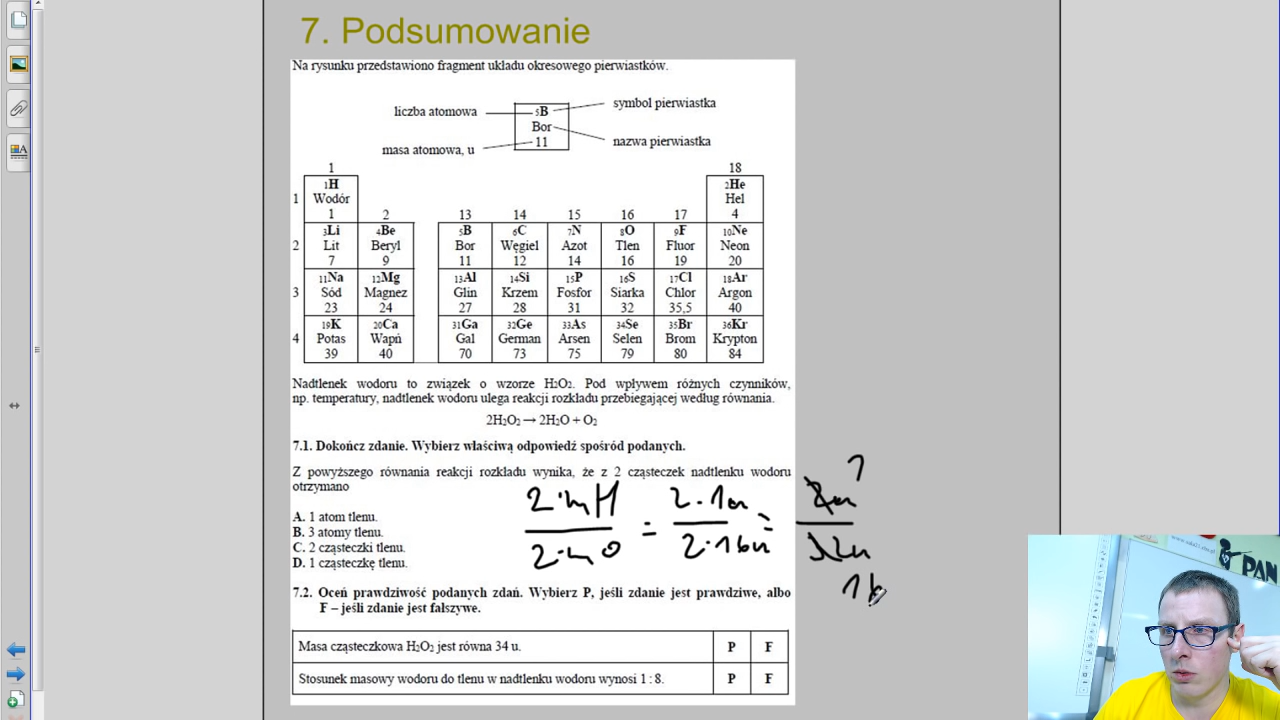 7. Podsumowanie
Na rysunku przedstawiono fragment układu okresowego pierwiastków.
liczba atomowa
₅B
symbol pierwiastka
Bor
masa atomowa, u
11
nazwa pierwiastka
1 18
₁H ₂He
1 Wodór Hel
1 2 13 14 15 16 17 4
₃Li ₄Be ₅B ₆C ₇N ₈O ₉F ₁₀Ne
2 Lit Beryl Bor Węgiel Azot Tlen Fluor Neon
7 9 11 12 14 16 19 20
₁₁Na ₁₂Mg ₁₃Al ₁₄Si ₁₅P ₁₆S ₁₇Cl ₁₈Ar
3 Sód Magnez Glin Krzem Fosfor Siarka Chlor Argon
23 24 27 28 31 32 35,5 40
₁₉K ₂₀Ca ₃₁Ga ₃₂Ge ₃₃As ₃₄Se ₃₅Br ₃₆Kr
4 Potas Wapń Gal German Arsen Selen Brom Krypton
39 40 70 73 75 79 80 84
Nadtlenek wodoru to związek o wzorze H₂O₂. Pod wpływem różnych czynników,
np. temperatury, nadtlenek wodoru ulega reakcji rozkładu przebiegającej według równania.
2H₂O₂ → 2H₂O + O₂
7.1. Dokończ zdanie. Wybierz właściwą odpowiedź spośród podanych.
Z powyższego równania reakcji rozkładu wynika, że z 2 cząsteczek nadtlenku wodoru
otrzymano
A. 1 atom tlenu.
B. 3 atomy tlenu.
C. 2 cząsteczki tlenu.
D. 1 cząsteczkę tlenu.
2·mH = 2·1u = 2u 1
2·mO 2·16u 32u
16
7.2. Oceń prawdziwość podanych zdań. Wybierz P, jeśli zdanie jest prawdziwe, albo
F – jeśli zdanie jest fałszywe.
Masa cząsteczkowa H₂O₂ jest równa 34 u. P F
Stosunek masowy wodoru do tlenu w nadtlenku wodoru wynosi 1 : 8. P F
PAN